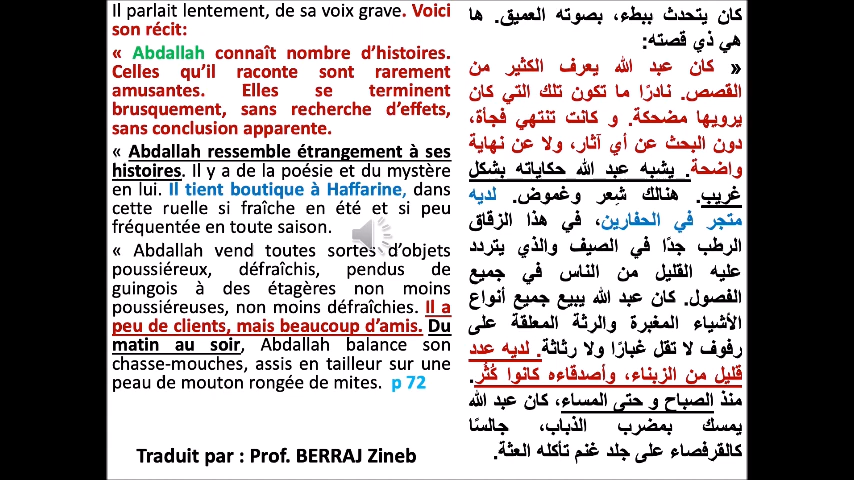 Il parlait lentement, de sa voix grave. Voici
son récit:
« Abdallah connaît nombre d’histoires.
Celles qu’il raconte sont rarement
amusantes. Elles se terminent
brusquement, sans recherche d’effets,
sans conclusion apparente.
« Abdallah ressemble étrangement à ses
histoires. Il y a de la poésie et du mystère
en lui. Il tient boutique à Haffarine, dans
cette ruelle si fraîche en été et si peu
fréquentée en toute saison.
« Abdallah vend toutes sortes d’objets
poussiéreux, défraîchis, pendus de
guingois à des étagères non moins
poussiéreuses, non moins défraîchies. Il a
peu de clients, mais beaucoup d’amis. Du
matin au soir, Abdallah balance son
chasse-mouches, assis en tailleur sur une
peau de mouton rongée de mites. p 72
Traduit par : Prof. BERRAJ Zineb
كان يتحدث ببطء، بصوته العميق. ها
هي ذي قصته:
« كان عبد الله يعرف الكثير من
القصص. نادرًا ما تكون تلك التي كان
يرويها مضحكة. و كانت تنتهي فجأة،
دون البحث عن أي آثار، ولا عن نهاية
واضحة. يشبه عبد الله حكاياته بشكل
غريب. هنالك شِعر وغموض. لديه
متجر في الحفارين، في هذا الزقاق
الرطب جدًا في الصيف والذي يتردد
عليه القليل من الناس في جميع
الفصول. كان عبد الله يبيع جميع أنواع
الأشياء المغبرة والرثة المعلقة على
رفوف لا تقل غبارًا ولا رثاثة. لديه عدد
قليل من الزبناء، وأصدقاءه كانوا كُثُر.
منذ الصباح و حتى المساء، كان عبد الله
يمسك بمضرب الذباب، جالسًا
كالقرفصاء على جلد غنم تأكله العثة.